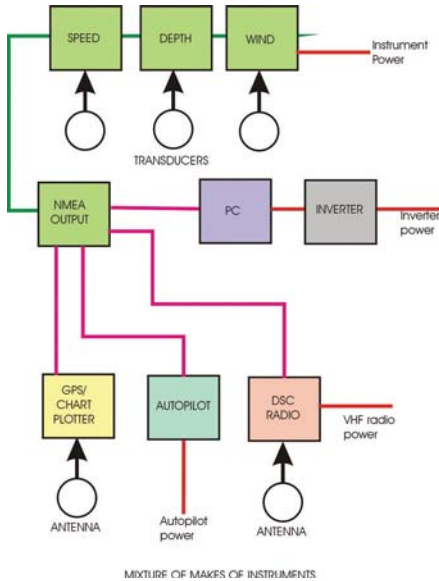 SPEED
DEPTH
WIND
Instrument
Power
TRANSDUCERS
NMEA
OUTPUT
PC
INVERTER
Inverter
power
GPS/
CHART
PLOTTER
AUTOPILOT
DSC
RADIO
VHF radio
power
ANTENNA
Autopilot
power
ANTENNA
MIXTURE OF MAKES OF INSTRUMENTS